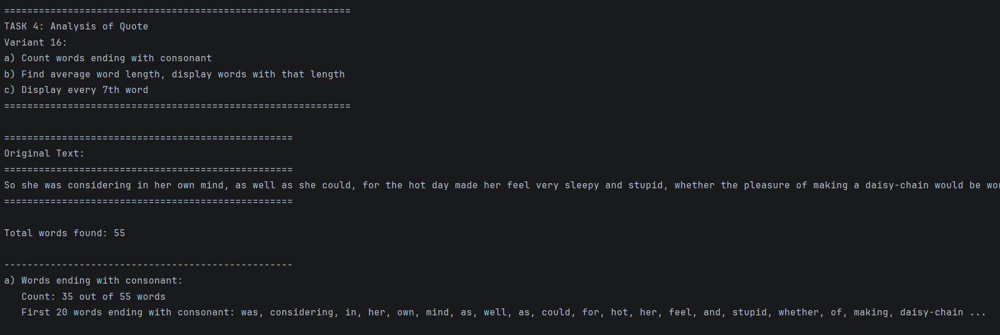 ============================================================
TASK 4: Analysis of Quote
Variant 16:
a) Count words ending with consonant
b) Find average word length, display words with that length
c) Display every 7th word
============================================================
==================================================
Original Text:
==================================================
So she was considering in her own mind, as well as she could, for the hot day made her feel very sleepy and stupid, whether the pleasure of making a daisy-chain would be wor
==================================================
Total words found: 55
--------------------------------------------------
a) Words ending with consonant:
Count: 35 out of 55 words
First 20 words ending with consonant: was, considering, in, her, own, mind, as, well, as, could, for, hot, her, feel, and, stupid, whether, of, making, daisy-chain ...